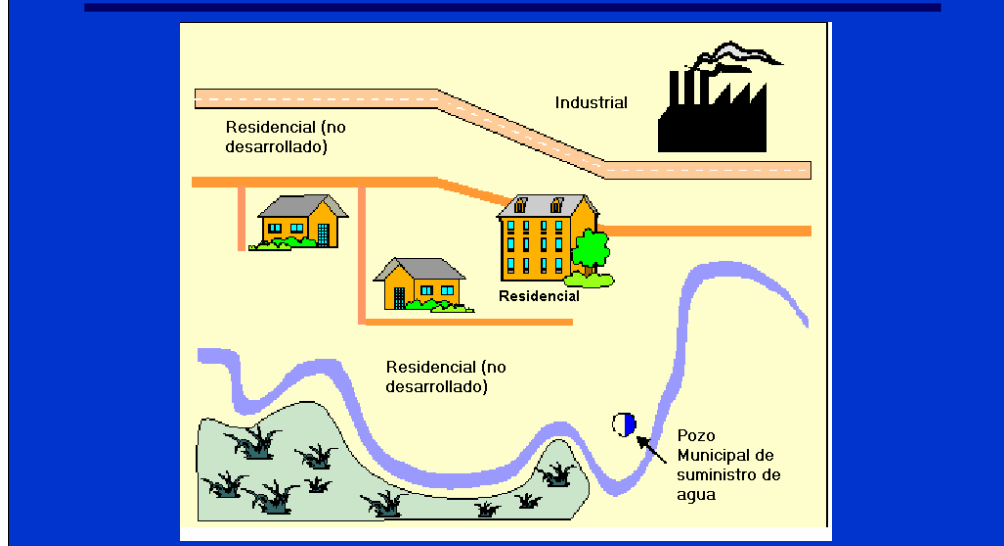 Industrial
Residencial (no
desarrollado)
Residencial
Residencial (no
desarrollado)
Pozo
Municipal de
suministro de
agua